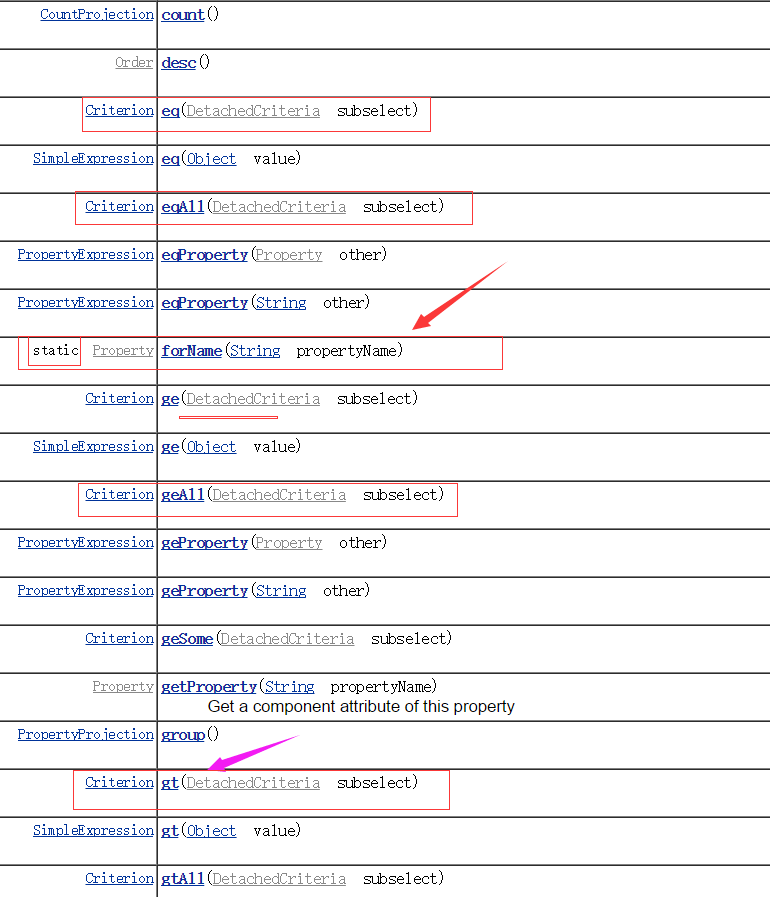 CountProjection count()
Order desc()
Criterion eq(DetachedCriteria subselect)
SimpleExpression eq(Object value)
Criterion eqAll(DetachedCriteria subselect)
PropertyExpression eqProperty(Property other)
PropertyExpression eqProperty(String other)
static Property forName(String propertyName)
Criterion ge(DetachedCriteria subselect)
SimpleExpression ge(Object value)
Criterion geAll(DetachedCriteria subselect)
PropertyExpression geProperty(Property other)
PropertyExpression geProperty(String other)
Criterion geSome(DetachedCriteria subselect)
Property getProperty(String propertyName)
Get a component attribute of this property
PropertyProjection group()
Criterion gt(DetachedCriteria subselect)
SimpleExpression gt(Object value)
Criterion gtAll(DetachedCriteria subselect)